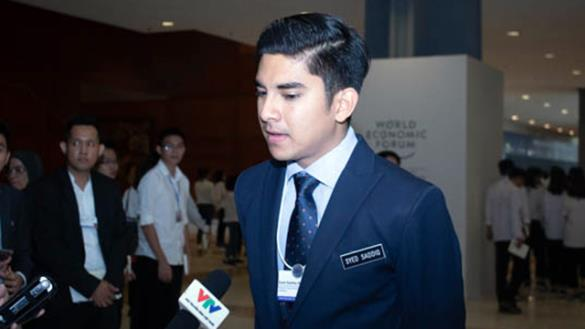 WORLD
ECONOMIC
FORUM
SYED SADDIQ
VTV